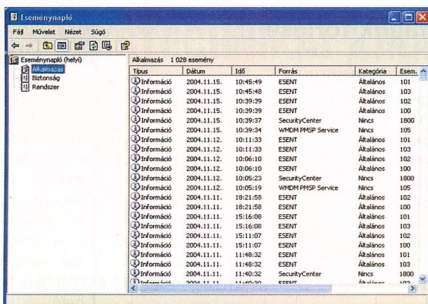 Eseménynapló
Fájl Művelet Nézet Súgó
Eseménynapló (helyi)
Alkalmazás
Biztonság
Rendszer
Alkalmazás 1 028 esemény
Típus Dátum Idő Forrás Kategória Esem.
Információ 2004.11.15. 10:45:49 ESENT Általános 101
Információ 2004.11.15. 10:45:48 ESENT Általános 103
Információ 2004.11.15. 10:39:39 ESENT Általános 102
Információ 2004.11.15. 10:39:39 ESENT Általános 100
Információ 2004.11.15. 10:39:37 SecurityCenter Nincs 1800
Információ 2004.11.15. 10:39:34 WMDM PMSP Service Nincs 105
Információ 2004.11.12. 10:11:33 ESENT Általános 101
Információ 2004.11.12. 10:11:33 ESENT Általános 103
Információ 2004.11.12. 10:06:10 ESENT Általános 102
Információ 2004.11.12. 10:06:10 ESENT Általános 100
Információ 2004.11.12. 10:05:23 SecurityCenter Nincs 1800
Információ 2004.11.12. 10:05:19 WMDM PMSP Service Nincs 105
Információ 2004.11.11. 18:21:58 ESENT Általános 102
Információ 2004.11.11. 18:21:58 ESENT Általános 100
Információ 2004.11.11. 15:16:08 ESENT Általános 101
Információ 2004.11.11. 15:16:08 ESENT Általános 103
Információ 2004.11.11. 15:11:07 ESENT Általános 102
Információ 2004.11.11. 15:11:07 ESENT Általános 100
Információ 2004.11.11. 11:48:32 ESENT Általános 101
Információ 2004.11.11. 11:48:32 ESENT Általános 103
Információ 2004.11.11. 11:40:32 SecurityCenter Nincs 1800